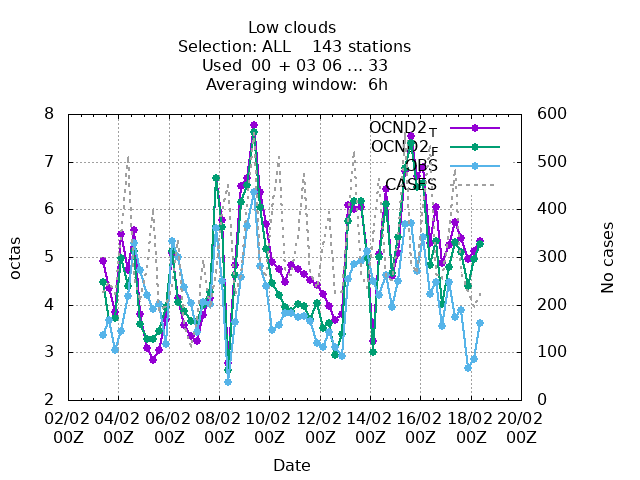 Low clouds
Selection: ALL 143 stations
Used 00 + 03 06 ... 33
Averaging window: 6h
8 600
OCND2T
OCND2F
7 500
OBS
CASES
6 400
5 300
octas
No cases
4 200
3 100
2 0
02/02 04/02 06/02 08/02 10/02 12/02 14/02 16/02 18/02 20/02
00Z 00Z 00Z 00Z 00Z 00Z 00Z 00Z 00Z 00Z
Date